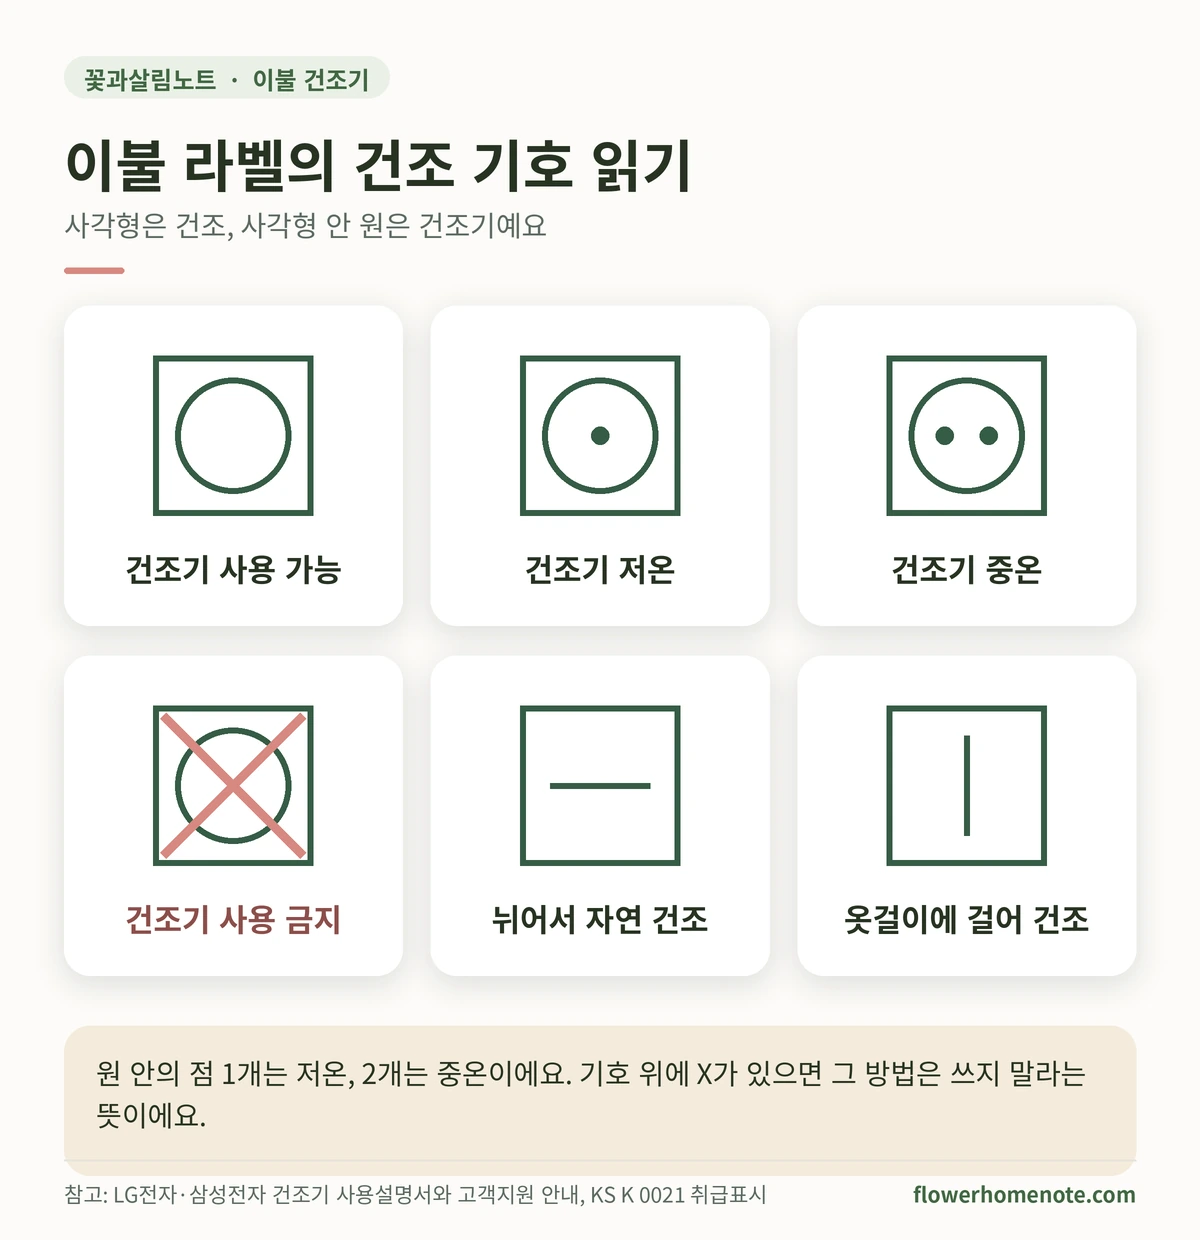 꽃과살림노트 · 이불 건조기
이불 라벨의 건조 기호 읽기
사각형은 건조, 사각형 안 원은 건조기예요
건조기 사용 가능
건조기 저온
건조기 중온
건조기 사용 금지
뉘어서 자연 건조
옷걸이에 걸어 건조
원 안의 점 1개는 저온, 2개는 중온이에요. 기호 위에 X가 있으면 그 방법은 쓰지 말라는
뜻이에요.
참고: LG전자·삼성전자 건조기 사용설명서와 고객지원 안내, KS K 0021 취급표시
flowerhomenote.com